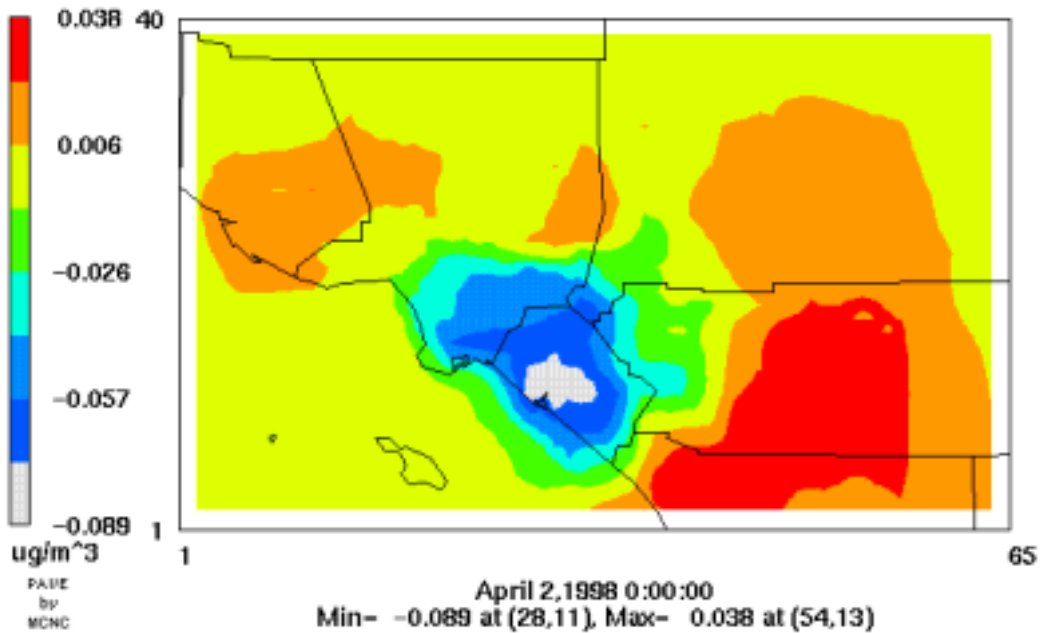 0.038
0.006
−0.026
−0.057
−0.089
ug/m^3
PAVE
by
MCNC
40
1
1
65
April 2,1998 0:00:00
Min= −0.089 at (28,11), Max= 0.038 at (54,13)